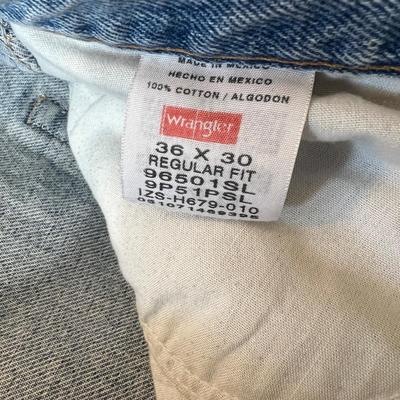 MADE IN MEXICO
HECHO EN MEXICO
100% COTTON / ALGODON
Wrangler
36 X 30
REGULAR FIT
96501SL
9P51PSL
IZS-H679-010